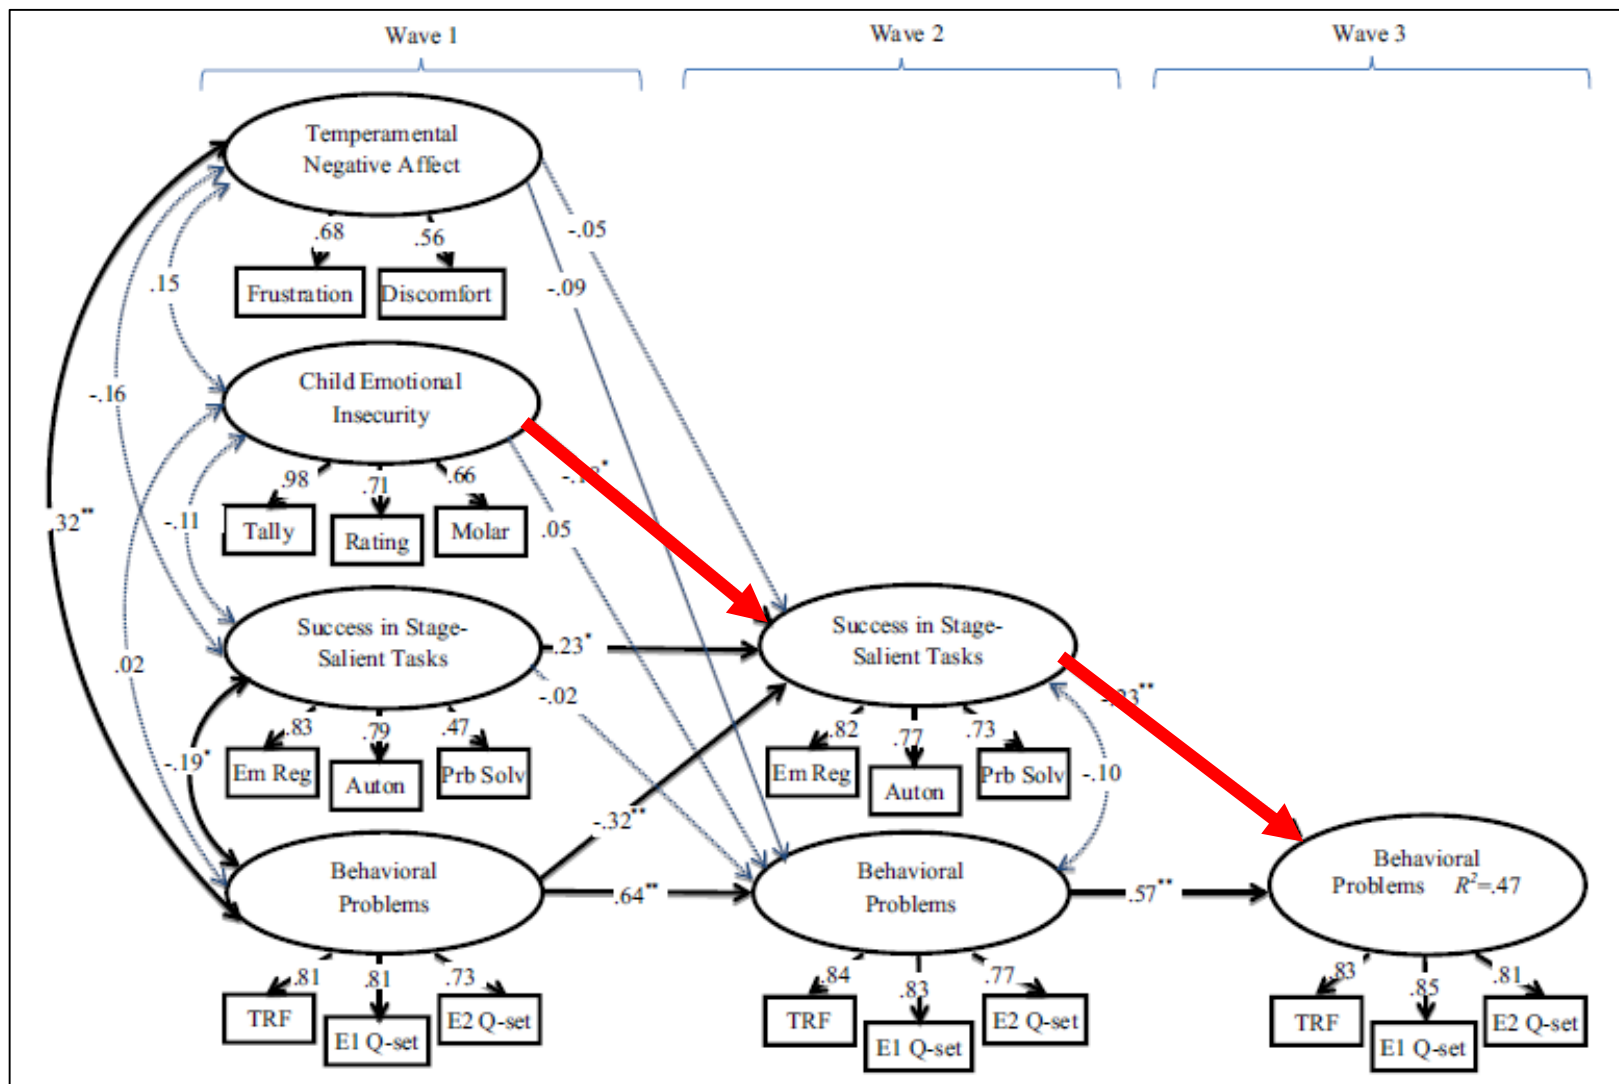 Wave 1
Wave 2
Wave 3
Temperamental
Negative Affect
.68
.56
Frustration
Discomfort
-.05
-.09
.15
Child Emotional
Insecurity
-.16
.98
.71
.66
Tally
Rating
Molar
.05
.32**
-.11
Success in Stage-
Salient Tasks
.23*
-.02
Success in Stage-
Salient Tasks
.02
.83
.79
.47
-.19*
Em Reg
Auton
Prb Solv
.82
.77
.73
Em Reg
Auton
Prb Solv
-.10
-.32**
Behavioral
Problems
.64**
Behavioral
Problems
.57**
Behavioral
Problems R²=.47
.81
.81
.73
TRF
E1 Q-set
E2 Q-set
.84
.83
.77
TRF
E1 Q-set
E2 Q-set
.83
.85
.81
TRF
E1 Q-set
E2 Q-set